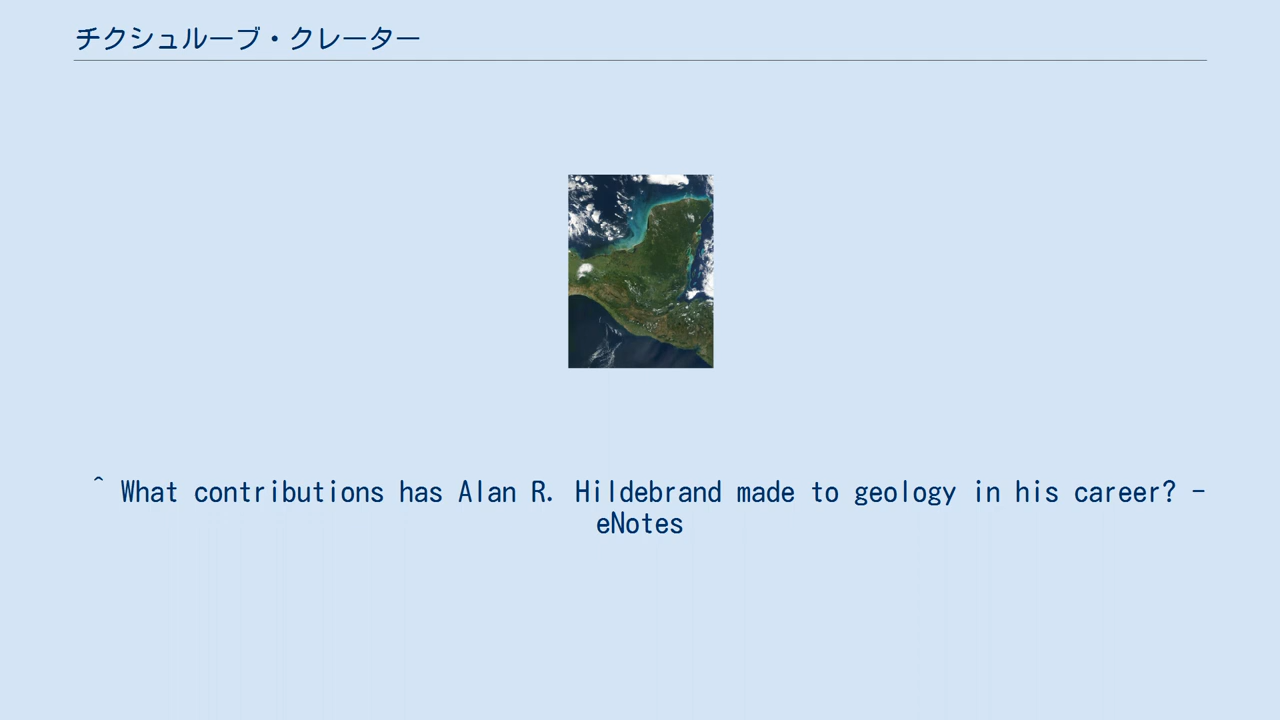 チクシュルーブ・クレーター
^ What contributions has Alan R. Hildebrand made to geology in his career? -
eNotes